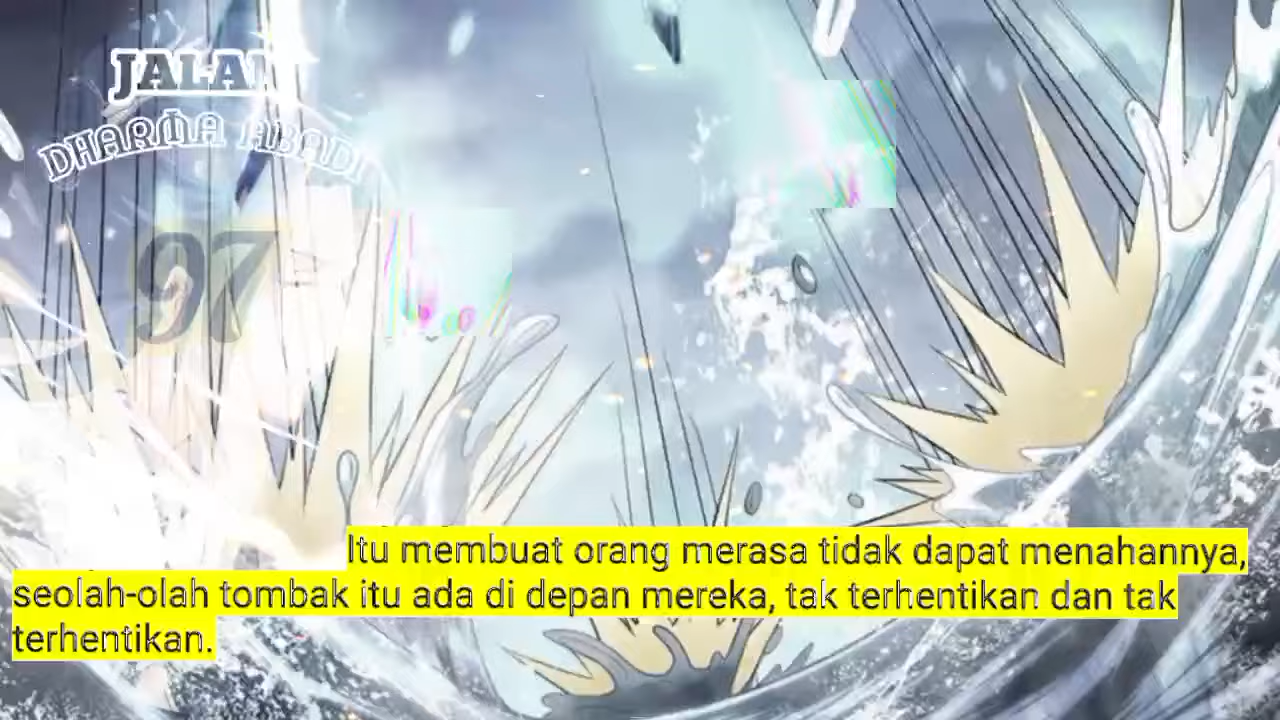 JALAN
DHARMA ABADI
97
Itu membuat orang merasa tidak dapat menahannya,
seolah-olah tombak itu ada di depan mereka, tak terhentikan dan tak
terhentikan.